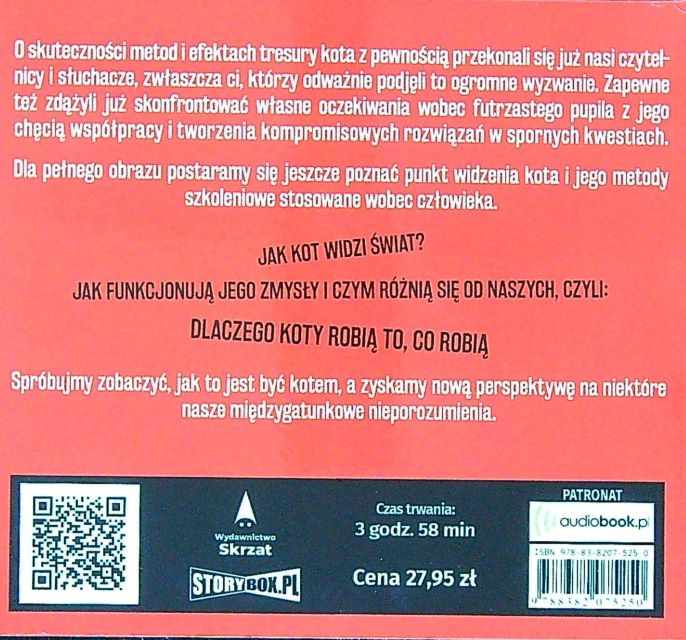 O skuteczności metod i efektach tresury kota z pewnością przekonali się już nasi czytel-
nicy i słuchacze, zwłaszcza ci, którzy odważnie podjęli to ogromne wyzwanie. Zapewne
też zdążyli już skonfrontować własne oczekiwania wobec futrzastego pupila z jego
chęcią współpracy i tworzenia kompromisowych rozwiązań w spornych kwestiach.
Dla pełnego obrazu postaramy się jeszcze poznać punkt widzenia kota i jego metody
szkoleniowe stosowane wobec człowieka.
JAK KOT WIDZI ŚWIAT?
JAK FUNKCJONUJĄ JEGO ZMYSŁY I CZYM RÓŻNIĄ SIĘ OD NASZYCH, CZYLI:
DLACZEGO KOTY ROBIĄ TO, CO ROBIĄ
Spróbujmy zobaczyć, jak to jest być kotem, a zyskamy nową perspektywę na niektóre
nasze międzygatunkowe nieporozumienia.
Wydawnictwo
Skrzat
STORYBOX.PL
Czas trwania:
3 godz. 58 min
Cena 27,95 zł
PATRONAT
audiobook.pl
ISBN 978-83-8207-525 0
9 788382 075250